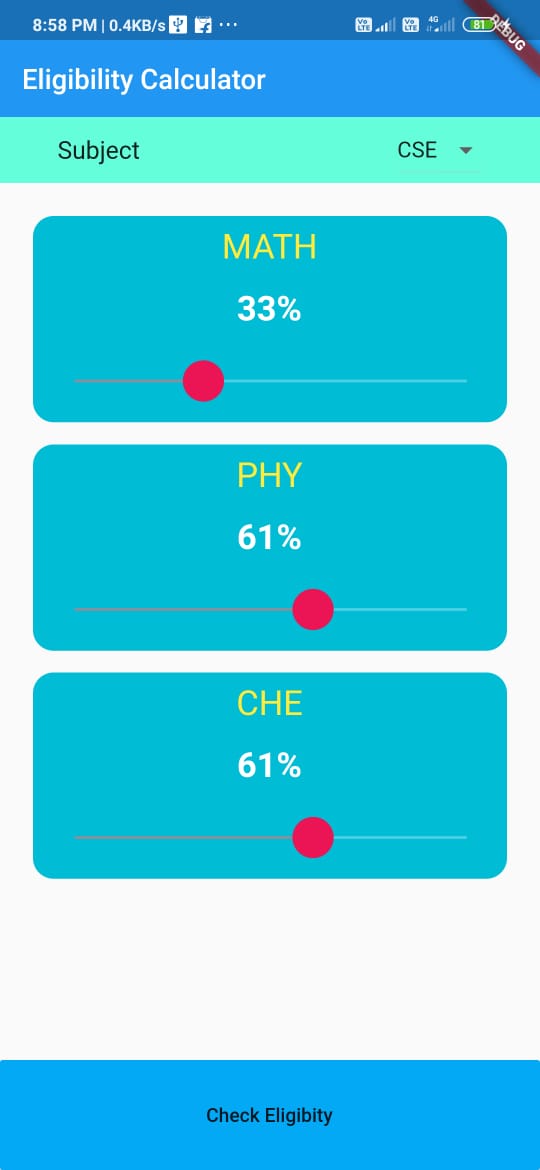 8:58 PM | 0.4KB/s ...
Vo LTE Vo LTE 4G 81
DEBUG
Eligibility Calculator
Subject CSE
MATH
33%
PHY
61%
CHE
61%
Check Eligibity